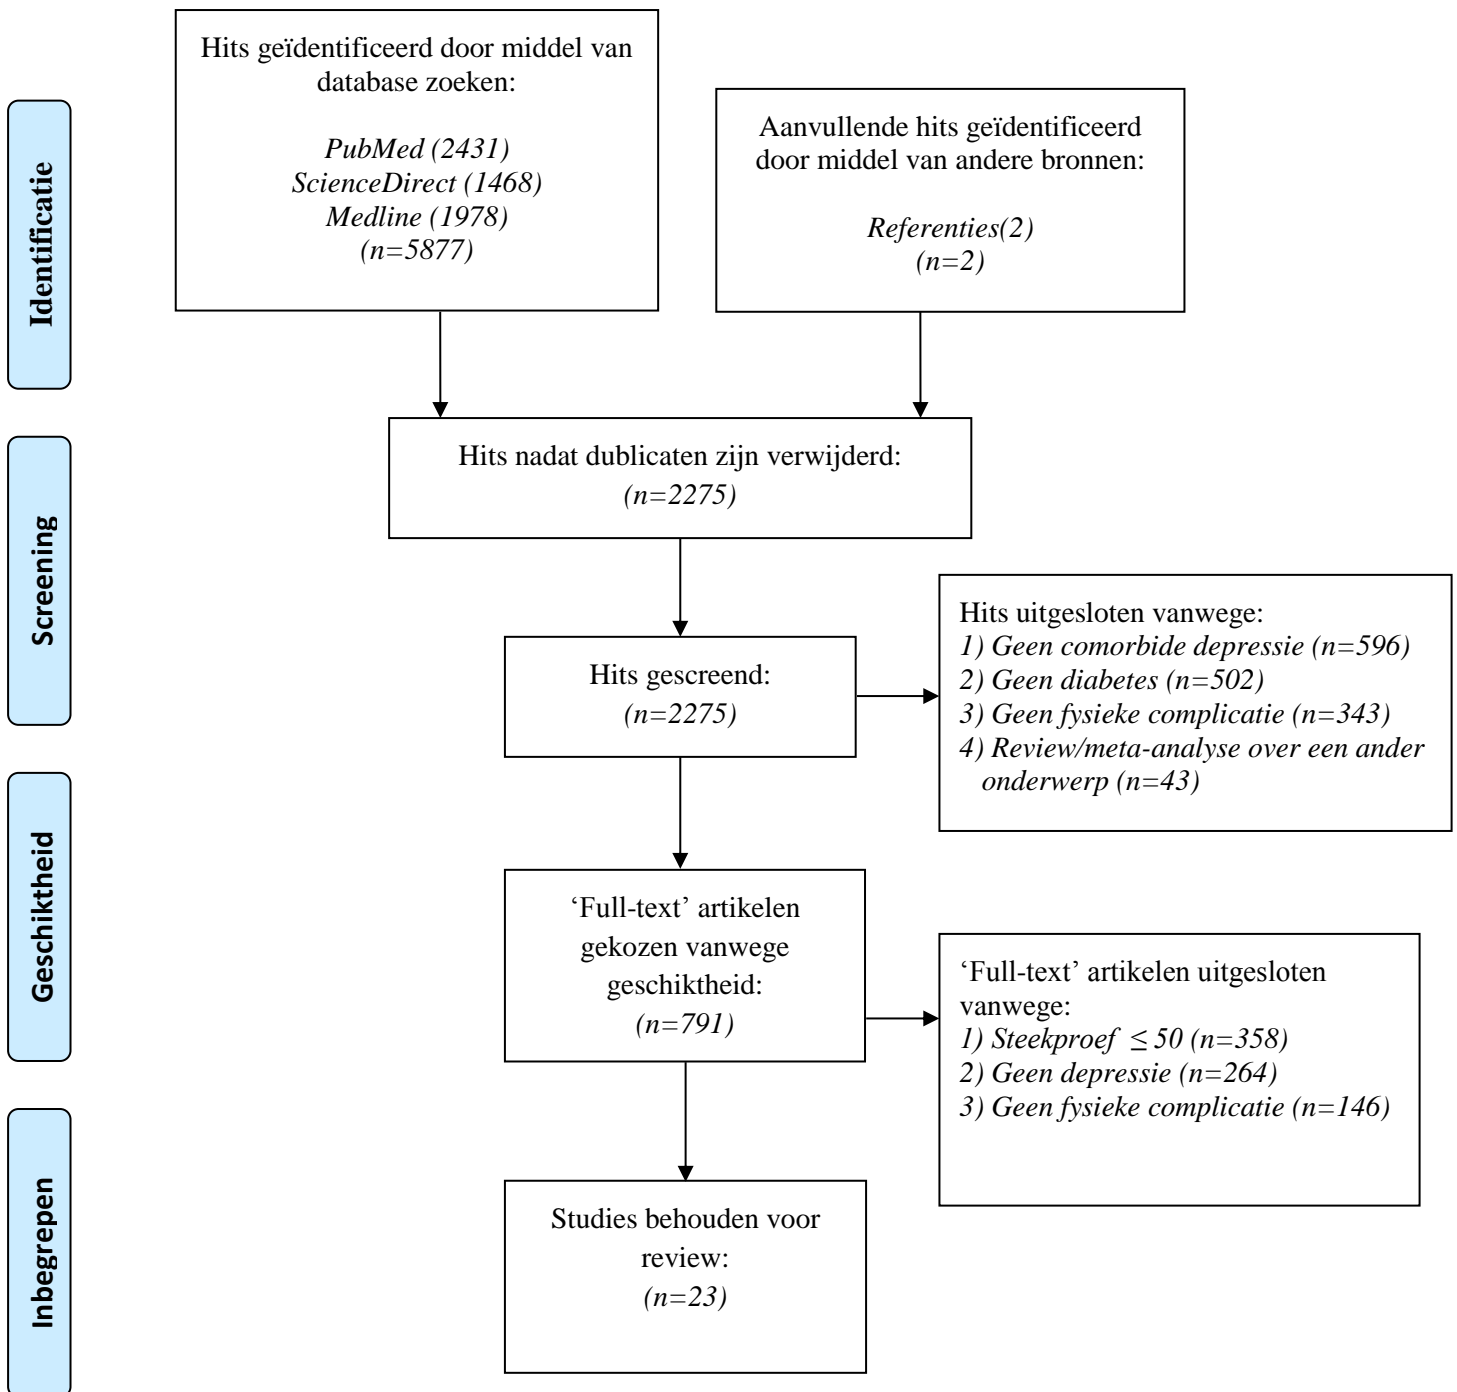 Identificatie
Hits geïdentificeerd door middel van
database zoeken:
PubMed (2431)
ScienceDirect (1468)
Medline (1978)
(n=5877)
Aanvullende hits geïdentificeerd
door middel van andere bronnen:
Referenties(2)
(n=2)
Screening
Hits nadat dublicaten zijn verwijderd:
(n=2275)
Hits gescreend:
(n=2275)
Hits uitgesloten vanwege:
1) Geen comorbide depressie (n=596)
2) Geen diabetes (n=502)
3) Geen fysieke complicatie (n=343)
4) Review/meta-analyse over een ander
onderwerp (n=43)
Geschiktheid
‘Full-text’ artikelen
gekozen vanwege
geschiktheid:
(n=791)
‘Full-text’ artikelen uitgesloten
vanwege:
1) Steekproef ≤ 50 (n=358)
2) Geen depressie (n=264)
3) Geen fysieke complicatie (n=146)
Inbegrepen
Studies behouden voor
review:
(n=23)